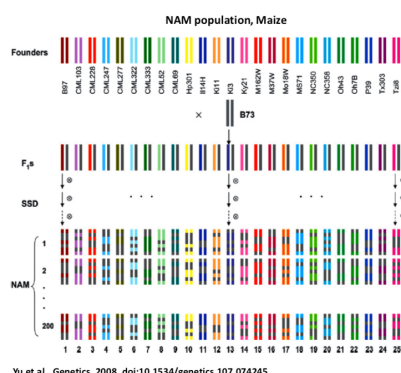 NAM population, Maize
Founders
B97 CML103 CML228 CML247 CML277 CML322 CML333 CML52 CML69 Hp301 Il14H Ki11 Ki3 Ky21 M162W M37W Mo18W MS71 NC350 NC358 Oh43 Oh7B P39 Tx303 Tzi8
× B73
F₁s
SSD
NAM
1
2
200
1 2 3 4 5 6 7 8 9 10 11 12 13 14 15 16 17 18 19 20 21 22 23 24 25
Yu et al., Genetics, 2008, doi:10.1534/genetics.107.074245